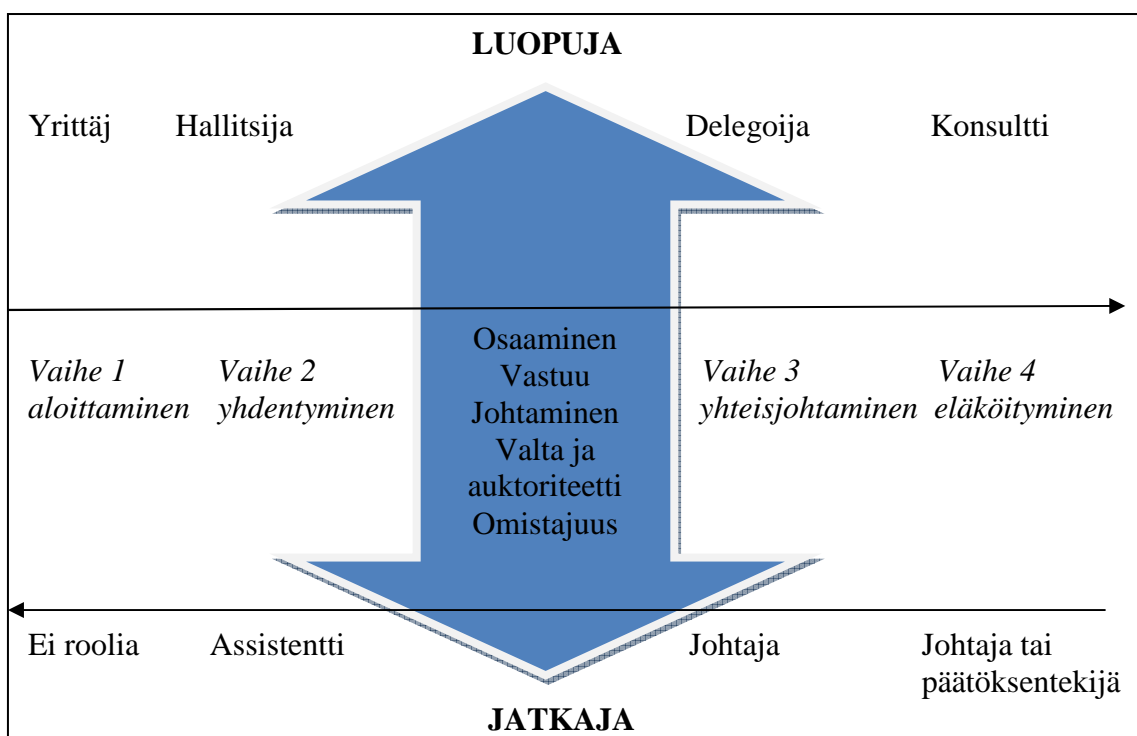 LUOPUJA
Yrittäj
Hallitsija
Delegoija
Konsultti
Vaihe 1
aloittaminen
Vaihe 2
yhdentyminen
Osaaminen
Vastuu
Johtaminen
Valta ja
auktoriteetti
Omistajuus
Vaihe 3
yhteisjohtaminen
Vaihe 4
eläköityminen
Ei roolia
Assistentti
Johtaja
Johtaja tai
päätöksentekijä
JATKAJA